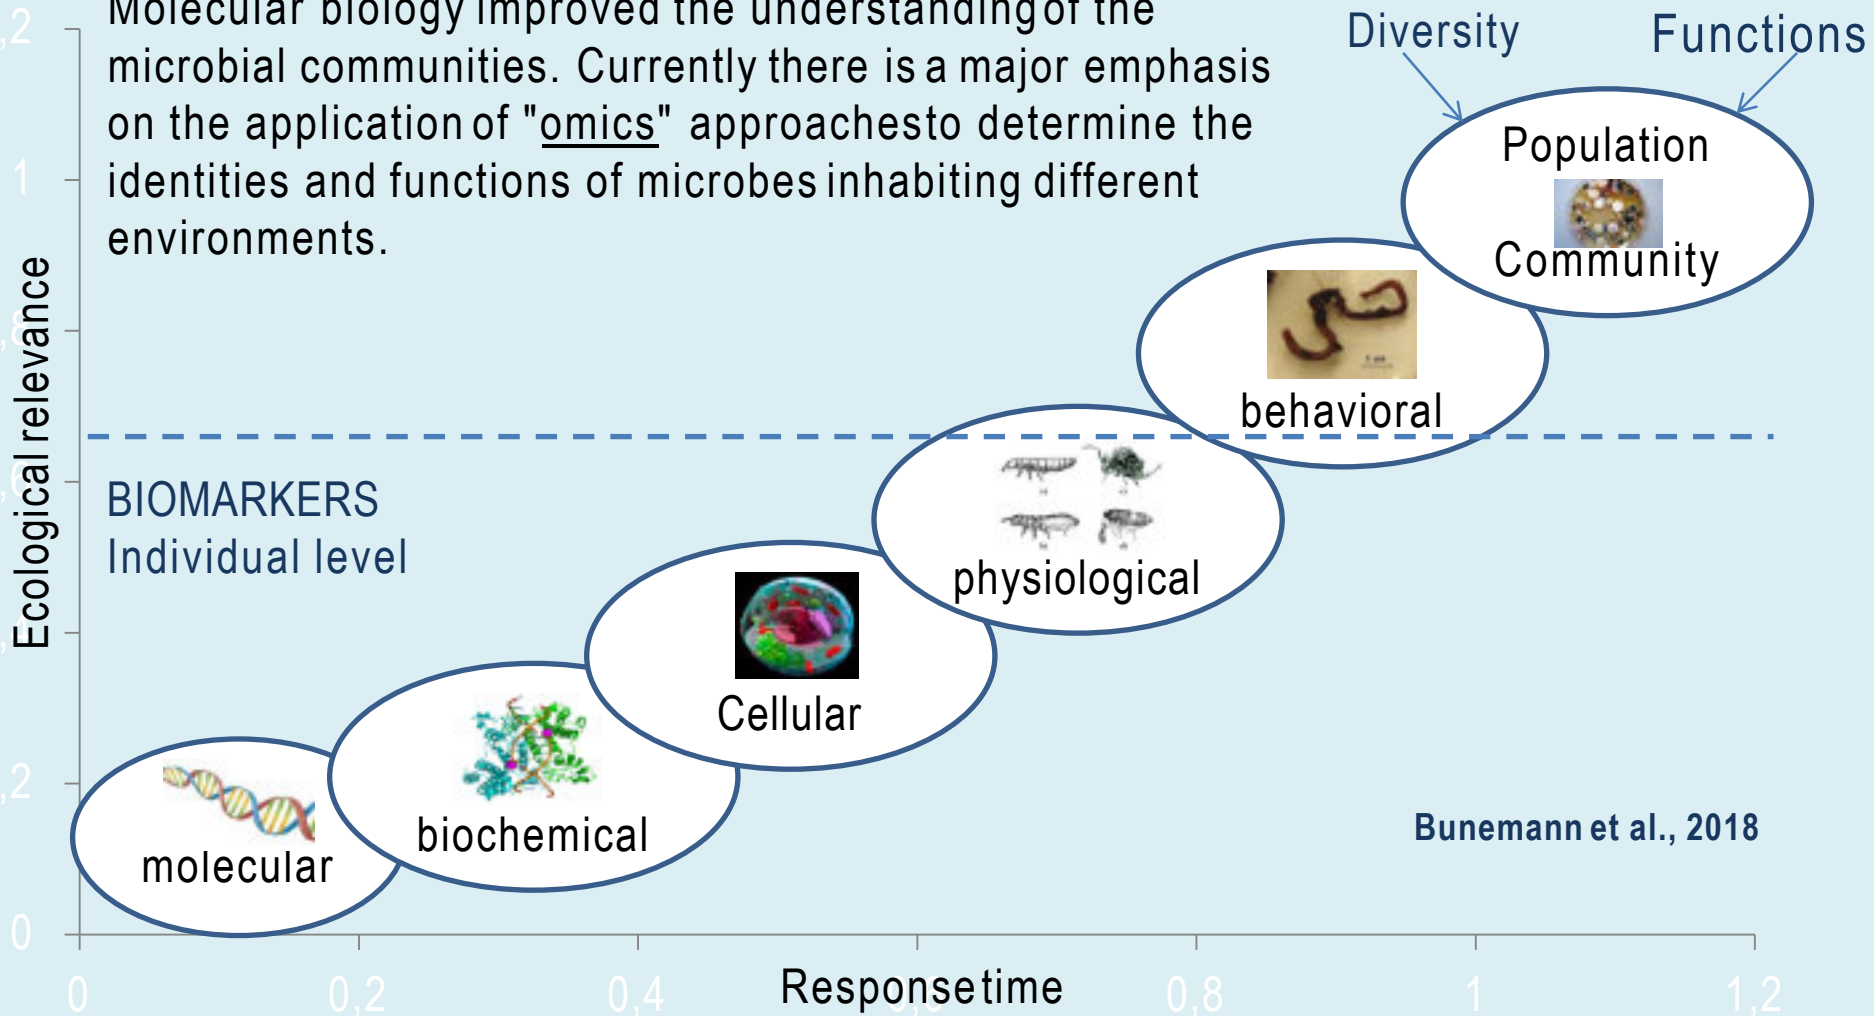 Molecular biology improved the understanding of the
microbial communities. Currently there is a major emphasis
on the application of "omics" approachesto determine the
identities and functions of microbes inhabiting different
environments.
Diversity
Functions
Population
Community
behavioral
physiological
Cellular
biochemical
molecular
BIOMARKERS
Individual level
Bunemann et al., 2018
Ecological relevance
,2
1
,2
0
0
0,2
0,4
0,8
1
1,2
Response time